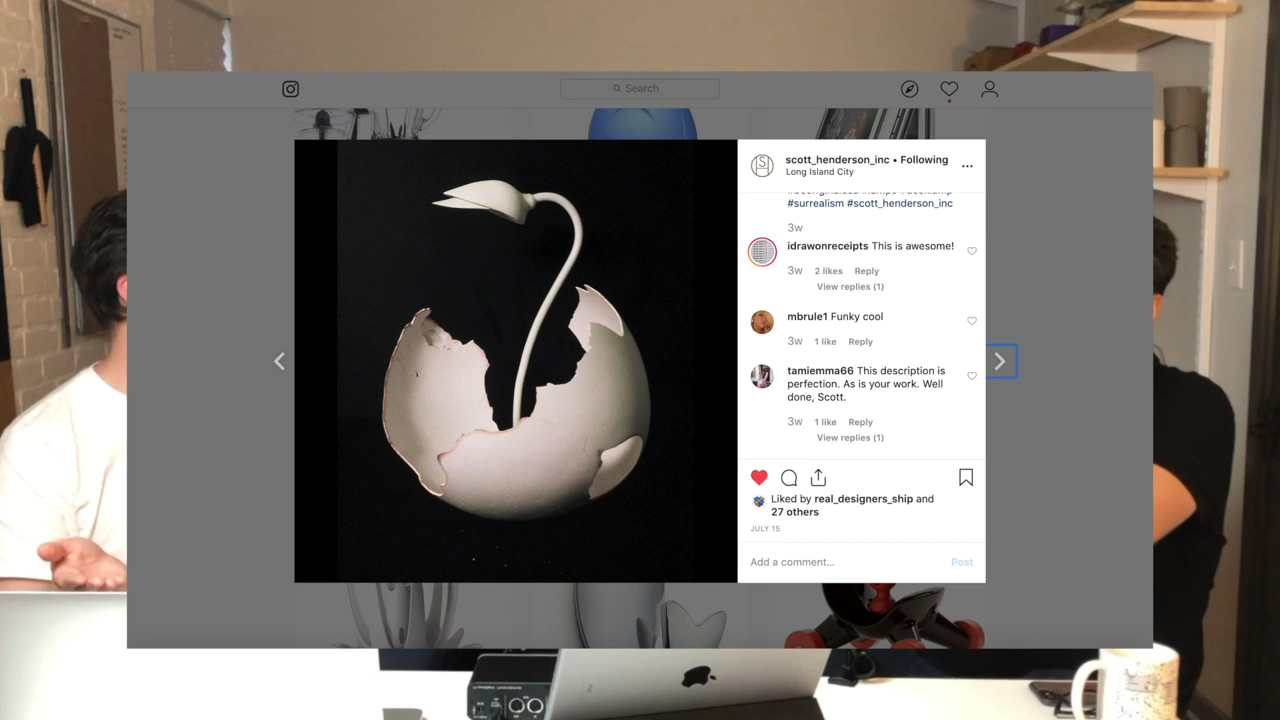 Search
scott_henderson_inc • Following
Long Island City
#surrealism #scott_henderson_inc
3w
idrawonreceipts This is awesome!
3w 2 likes Reply
View replies (1)
mbrule1 Funky cool
3w 1 like Reply
tamiemma66 This description is
perfection. As is your work. Well
done, Scott.
3w 1 like Reply
View replies (1)
Liked by real_designers_ship and
27 others
JULY 15
Add a comment...
Post